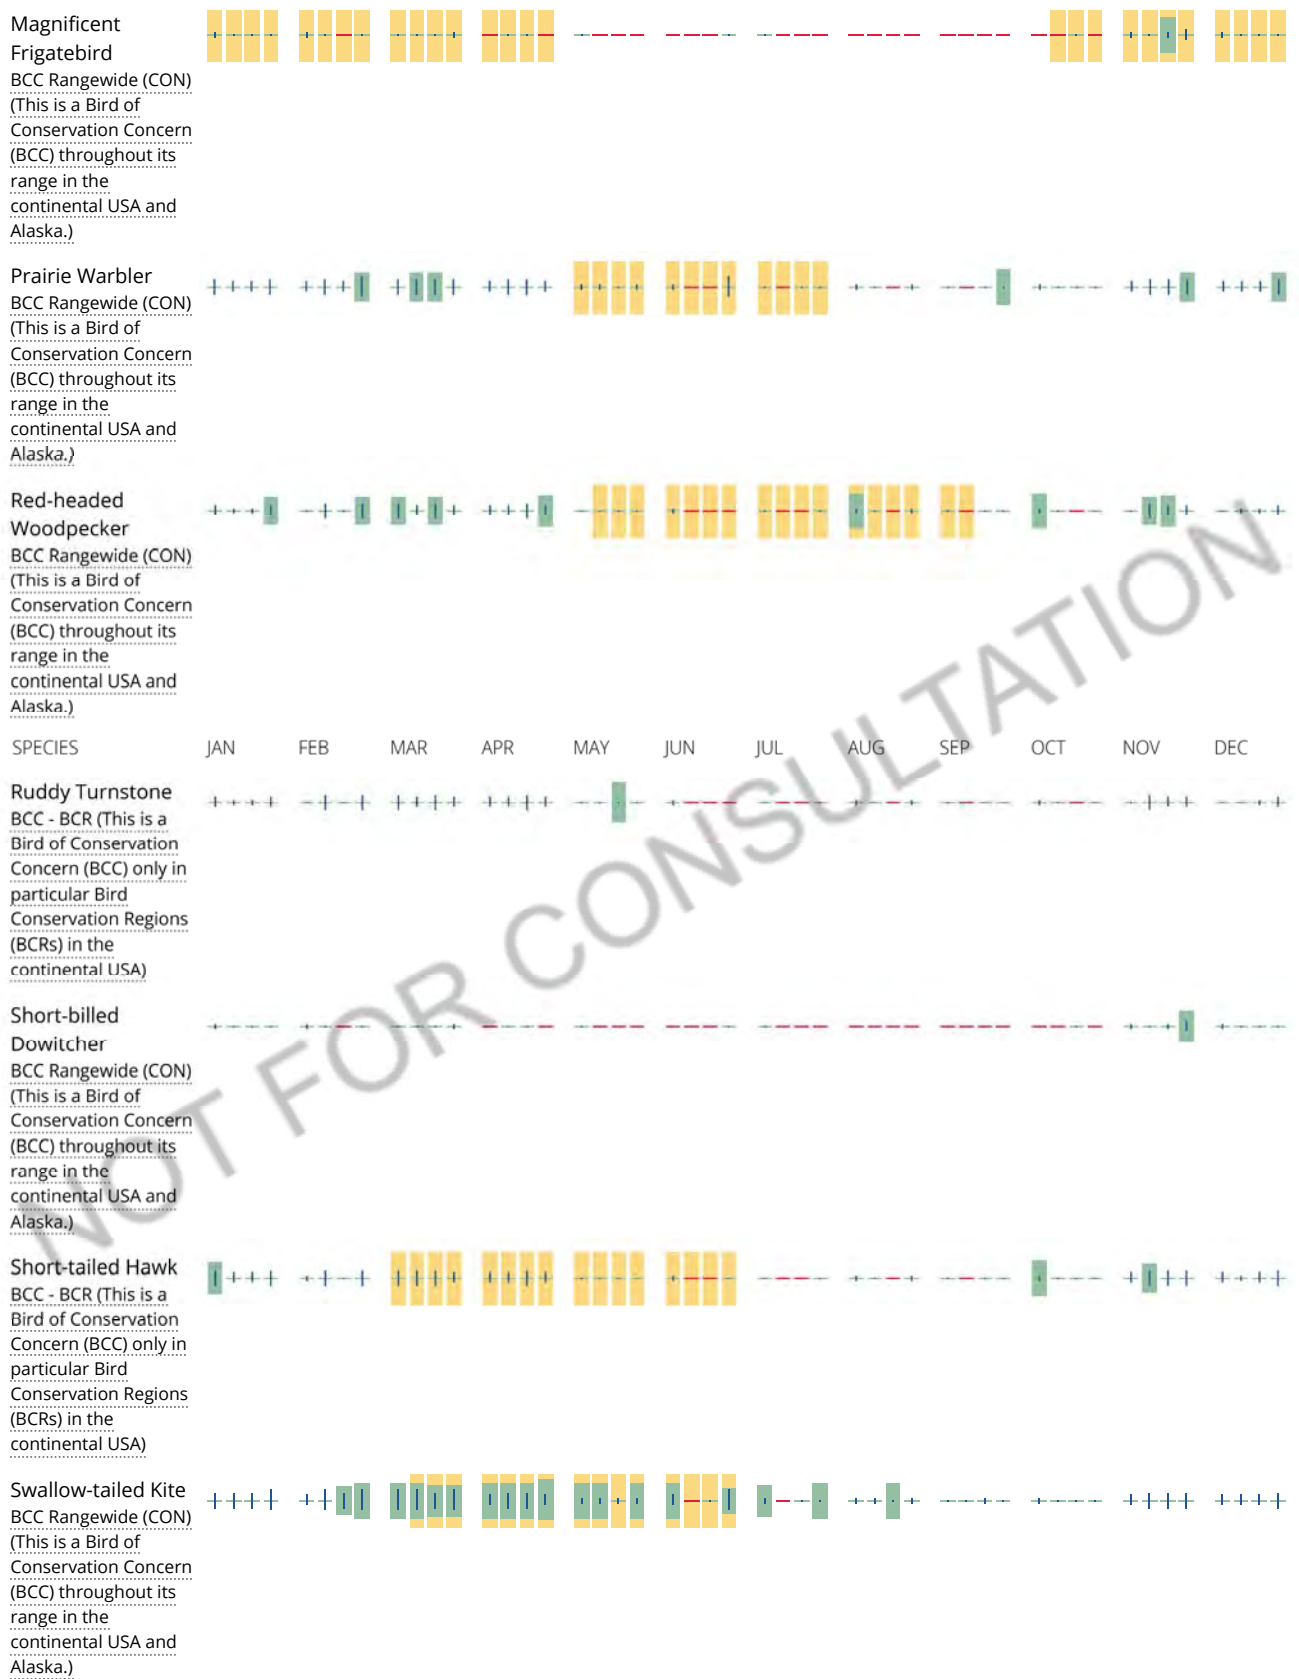 Magnificent
Frigatebird
BCC Rangewide (CON)
(This is a Bird of
Conservation Concern
(BCC) throughout its
range in the
continental USA and
Alaska.)
Prairie Warbler
BCC Rangewide (CON)
(This is a Bird of
Conservation Concern
(BCC) throughout its
range in the
continental USA and
Alaska.)
Red-headed
Woodpecker
BCC Rangewide (CON)
(This is a Bird of
Conservation Concern
(BCC) throughout its
range in the
continental USA and
Alaska.)
SPECIES JAN FEB MAR APR MAY JUN JUL AUG SEP OCT NOV DEC
Ruddy Turnstone
BCC - BCR (This is a
Bird of Conservation
Concern (BCC) only in
particular Bird
Conservation Regions
(BCRs) in the
continental USA)
Short-billed
Dowitcher
BCC Rangewide (CON)
(This is a Bird of
Conservation Concern
(BCC) throughout its
range in the
continental USA and
Alaska.)
Short-tailed Hawk
BCC - BCR (This is a
Bird of Conservation
Concern (BCC) only in
particular Bird
Conservation Regions
(BCRs) in the
continental USA)
Swallow-tailed Kite
BCC Rangewide (CON)
(This is a Bird of
Conservation Concern
(BCC) throughout its
range in the
continental USA and
Alaska.)
NOT FOR CONSULTATION